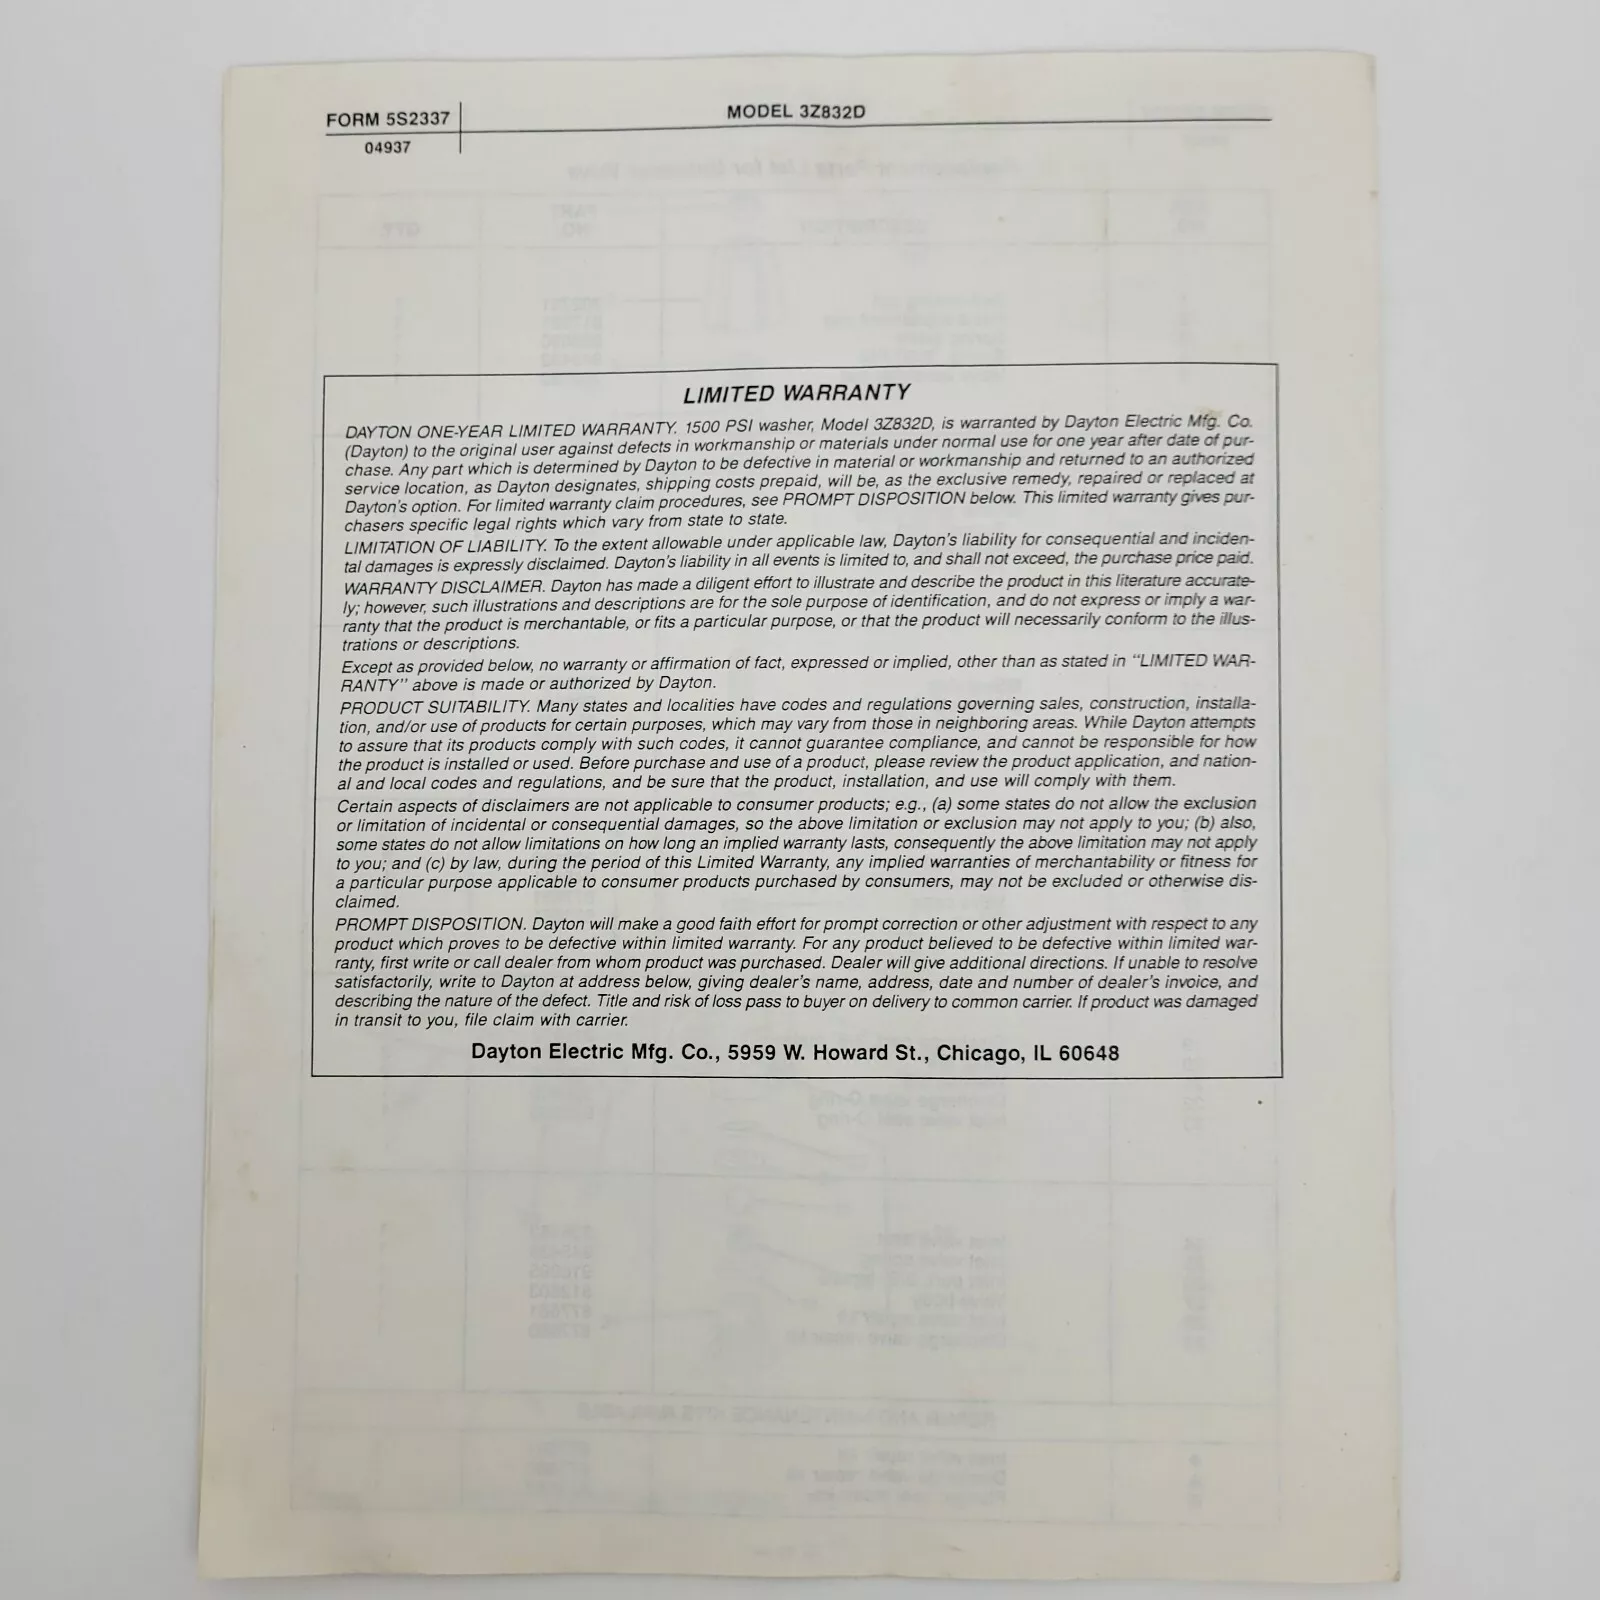 FORM 5S2337
04937
MODEL 3Z832D
LIMITED WARRANTY
DAYTON ONE-YEAR LIMITED WARRANTY. 1500 PSI washer, Model 3Z832D, is warranted by Dayton Electric Mfg. Co.
(Dayton) to the original user against defects in workmanship or materials under normal use for one year after date of pur-
chase. Any part which is determined by Dayton to be defective in material or workmanship and returned to an authorized
service location, as Dayton designates, shipping costs prepaid, will be, as the exclusive remedy, repaired or replaced at
Dayton's option. For limited warranty claim procedures, see PROMPT DISPOSITION below. This limited warranty gives pur-
chasers specific legal rights which vary from state to state.
LIMITATION OF LIABILITY. To the extent allowable under applicable law, Dayton's liability for consequential and inciden-
tal damages is expressly disclaimed. Dayton's liability in all events is limited to, and shall not exceed, the purchase price paid.
WARRANTY DISCLAIMER. Dayton has made a diligent effort to illustrate and describe the product in this literature accurate-
ly; however, such illustrations and descriptions are for the sole purpose of identification, and do not express or imply a war-
ranty that the product is merchantable, or fits a particular purpose, or that the product will necessarily conform to the illus-
trations or descriptions.
Except as provided below, no warranty or affirmation of fact, expressed or implied, other than as stated in "LIMITED WAR-
RANTY" above is made or authorized by Dayton.
PRODUCT SUITABILITY. Many states and localities have codes and regulations governing sales, construction, installa-
tion, and/or use of products for certain purposes, which may vary from those in neighboring areas. While Dayton attempts
to assure that its products comply with such codes, it cannot guarantee compliance, and cannot be responsible for how
the product is installed or used. Before purchase and use of a product, please review the product application, and nation-
al and local codes and regulations, and be sure that the product, installation, and use will comply with them.
Certain aspects of disclaimers are not applicable to consumer products; e.g., (a) some states do not allow the exclusion
or limitation of incidental or consequential damages, so the above limitation or exclusion may not apply to you; (b) also,
some states do not allow limitations on how long an implied warranty lasts, consequently the above limitation may not apply
to you; and (c) by law, during the period of this Limited Warranty, any implied warranties of merchantability or fitness for
a particular purpose applicable to consumer products purchased by consumers, may not be excluded or otherwise dis-
claimed.
PROMPT DISPOSITION. Dayton will make a good faith effort for prompt correction or other adjustment with respect to any
product which proves to be defective within limited warranty. For any product believed to be defective within limited war-
ranty, first write or call dealer from whom product was purchased. Dealer will give additional directions. If unable to resolve
satisfactorily, write to Dayton at address below, giving dealer's name, address, date and number of dealer's invoice, and
describing the nature of the defect. Title and risk of loss pass to buyer on delivery to common carrier. If product was damaged
in transit to you, file claim with carrier.
Dayton Electric Mfg. Co., 5959 W. Howard St., Chicago, IL 60648